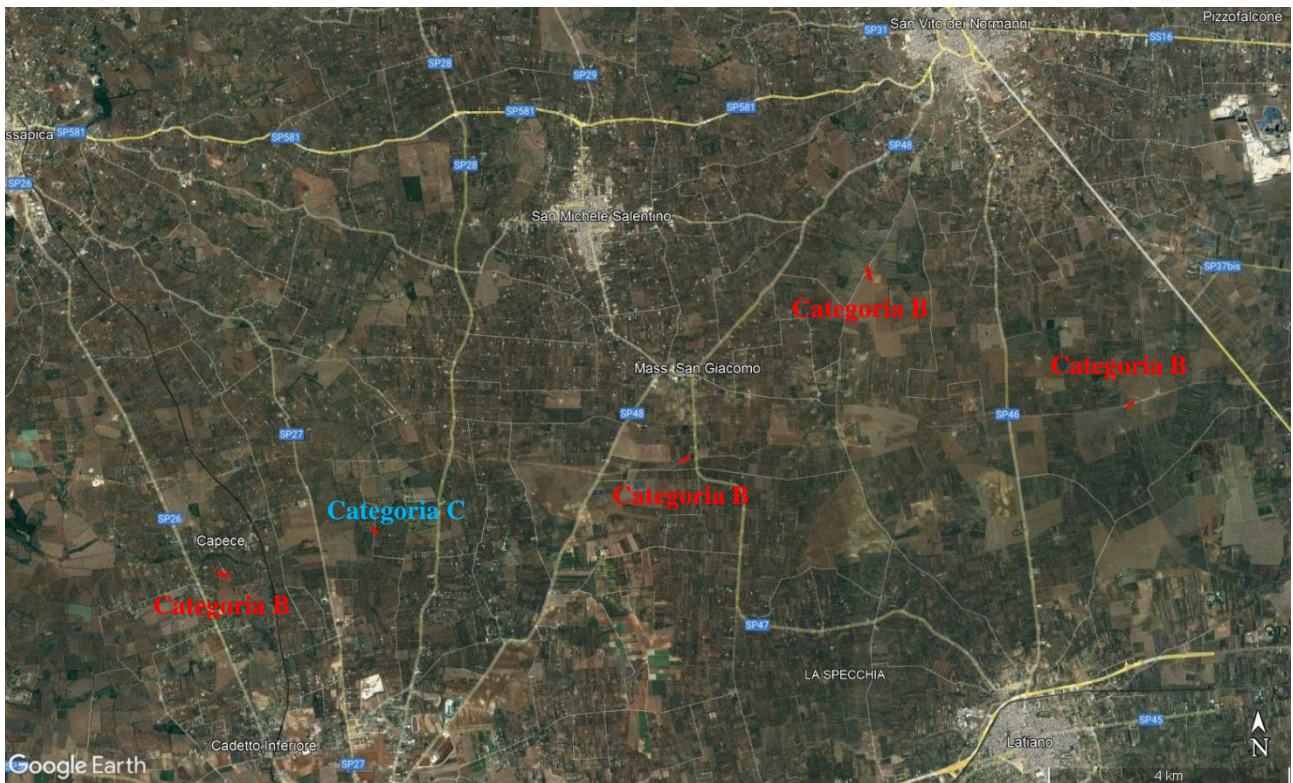 Pizzofalcone
San Vito dei Normanni
SP31
SS16
SP28
SP29
SP581
SP581
SP581
SP581
ssapica
SP48
SP28
SP26
San Michele Salentino
SP37bis
Categoria B
Mass. San Giacomo
Categoria B
SP48
SP46
SP27
Categoria B
Categoria C
SP26
Capece
Categoria B
SP47
LA SPECCHIA
SP45
Latiano
Cadetto Inferiore
SP27
N
Google Earth
4 km